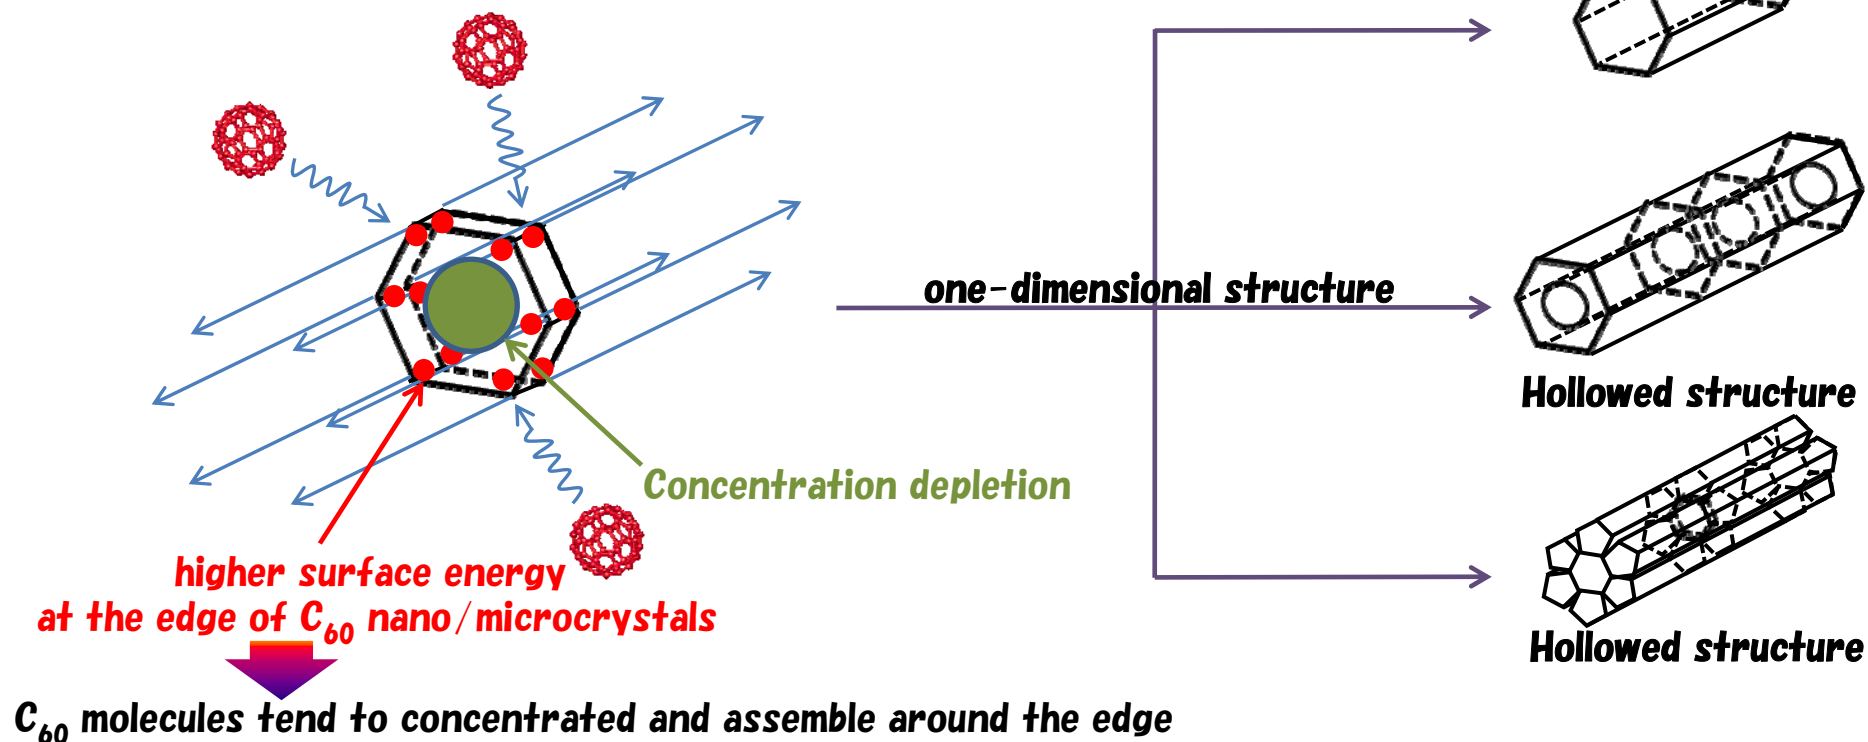 one-dimensional structure
Hollowed structure
Concentration depletion
higher surface energy
at the edge of C60 nano/microcrystals
Hollowed structure
C60 molecules tend to concentrated and assemble around the edge